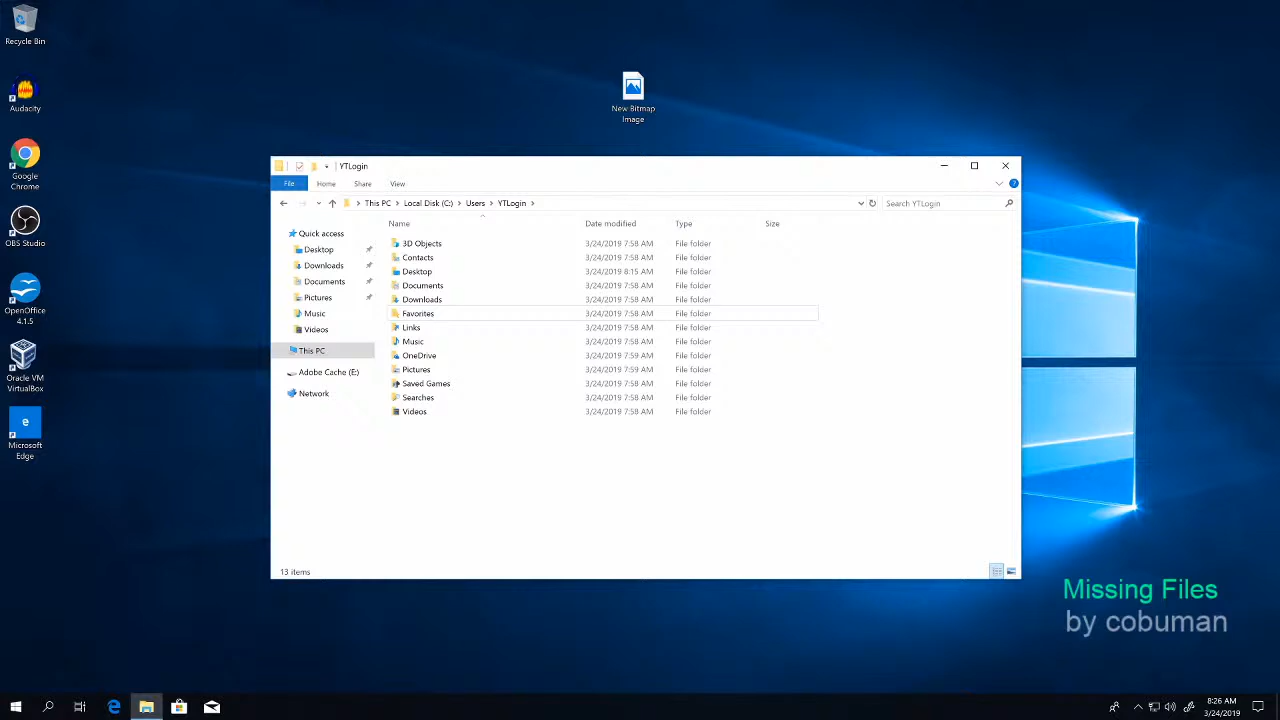 Recycle Bin
Audacity
Google
Chrome
OBS Studio
OpenOffice
4.1.5
Oracle VM
VirtualBox
e
Microsoft
Edge
New Bitmap
Image
YTLogin
File Home Share View
This PC Local Disk (C:) Users YTLogin
Search YTLogin
Quick access
Desktop
Downloads
Documents
Pictures
Music
Videos
This PC
Adobe Cache (E:)
Network
Name Date modified Type Size
3D Objects 3/24/2019 7:58 AM File folder
Contacts 3/24/2019 7:58 AM File folder
Desktop 3/24/2019 8:15 AM File folder
Documents 3/24/2019 7:58 AM File folder
Downloads 3/24/2019 7:58 AM File folder
Favorites 3/24/2019 7:58 AM File folder
Links 3/24/2019 7:58 AM File folder
Music 3/24/2019 7:58 AM File folder
OneDrive 3/24/2019 7:59 AM File folder
Pictures 3/24/2019 7:59 AM File folder
Saved Games 3/24/2019 7:58 AM File folder
Searches 3/24/2019 7:58 AM File folder
Videos 3/24/2019 7:58 AM File folder
13 items
Missing Files
by cobuman
8:26 AM
3/24/2019